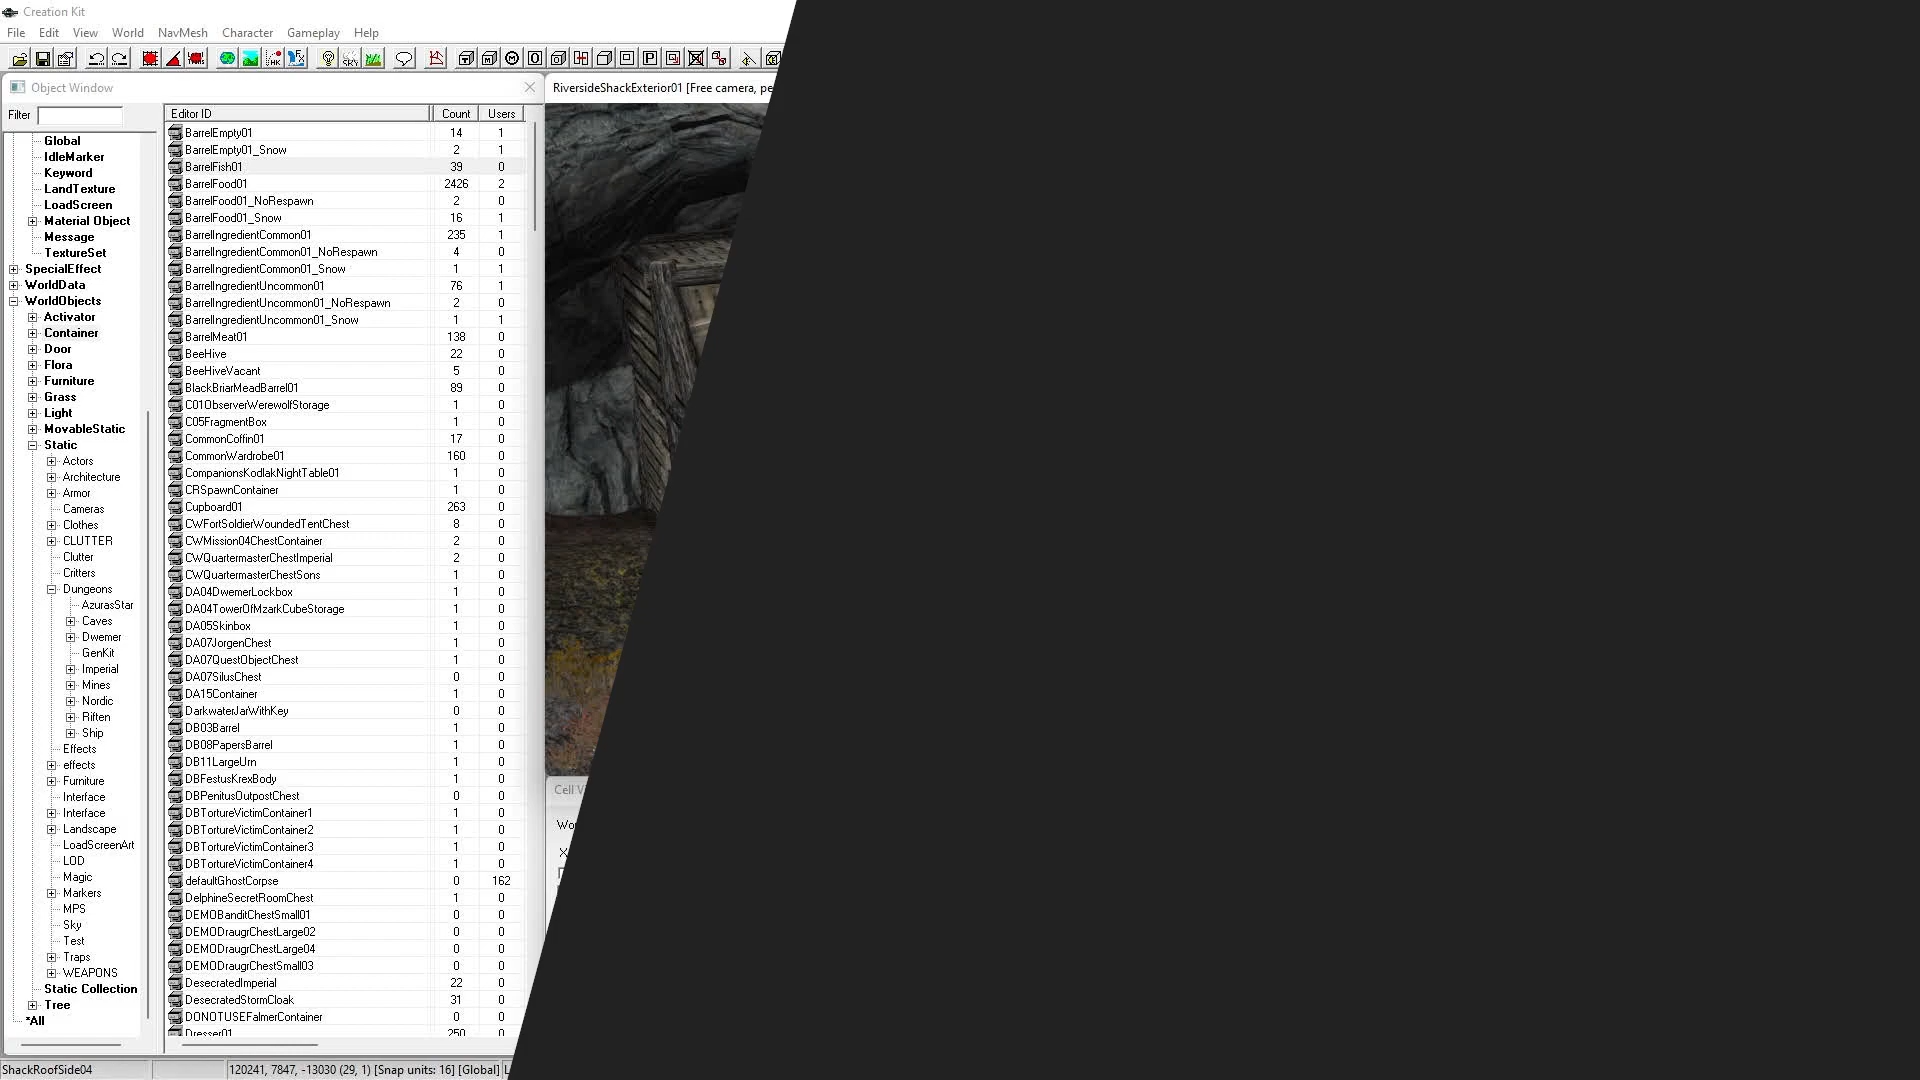 Creation Kit
File Edit View World NavMesh Character Gameplay Help
Object Window
RiversideShackExterior01 [Free camera, pe
Filter
Editor ID Count Users
Global
IdleMarker
Keyword
LandTexture
LoadScreen
Material Object
Message
TextureSet
SpecialEffect
WorldData
WorldObjects
Activator
Container
Door
Flora
Furniture
Grass
Light
MovableStatic
Static
Actors
Architecture
Armor
Cameras
Clothes
CLUTTER
Clutter
Critters
Dungeons
AzurasStar
Caves
Dwemer
GenKit
Imperial
Mines
Nordic
Riften
Ship
Effects
effects
Furniture
Interface
Interface
Landscape
LoadScreenArt
LOD
Magic
Markers
MPS
Sky
Test
Traps
WEAPONS
Static Collection
Tree
*All
BarrelEmpty01 14 1
BarrelEmpty01_Snow 2 1
BarrelFish01 39 0
BarrelFood01 2426 2
BarrelFood01_NoRespawn 2 0
BarrelFood01_Snow 16 1
BarrelIngredientCommon01 235 1
BarrelIngredientCommon01_NoRespawn 4 0
BarrelIngredientCommon01_Snow 1 1
BarrelIngredientUncommon01 76 1
BarrelIngredientUncommon01_NoRespawn 2 0
BarrelIngredientUncommon01_Snow 1 1
BarrelMeat01 138 0
BeeHive 22 0
BeeHiveVacant 5 0
BlackBriarMeadBarrel01 89 0
C01ObserverWerewolfStorage 1 0
C05FragmentBox 1 0
CommonCoffin01 17 0
CommonWardrobe01 160 0
CompanionsKodlakNightTable01 1 0
CRSpawnContainer 1 0
Cupboard01 263 0
CWFortSoldierWoundedTentChest 8 0
CWMission04ChestContainer 2 0
CWQuartermasterChestImperial 2 0
CWQuartermasterChestSons 1 0
DA04DwemerLockbox 1 0
DA04TowerOfMzarkCubeStorage 1 0
DA05Skinbox 1 0
DA07JorgenChest 1 0
DA07QuestObjectChest 1 0
DA07SilusChest 0 0
DA15Container 1 0
DarkwaterJarWithKey 0 0
DB03Barrel 1 0
DB08PapersBarrel 1 0
DB11LargeUrn 1 0
DBFestusKrexBody 1 0
DBPenitusOutpostChest 0 0
DBTortureVictimContainer1 1 0
DBTortureVictimContainer2 1 0
DBTortureVictimContainer3 1 0
DBTortureVictimContainer4 1 0
defaultGhostCorpse 0 162
DelphineSecretRoomChest 1 0
DEMOBanditChestSmall01 0 0
DEMODraugrChestLarge02 0 0
DEMODraugrChestLarge04 0 0
DEMODraugrChestSmall03 0 0
DesecratedImperial 22 0
DesecratedStormCloak 31 0
DONOTUSEFalmerContainer 0 0
Dresser01 250 0
Cell Vi
Wor
X
ShackRoofSide04
120241, 7847, -13030 (29, 1) [Snap units: 16] [Global] L